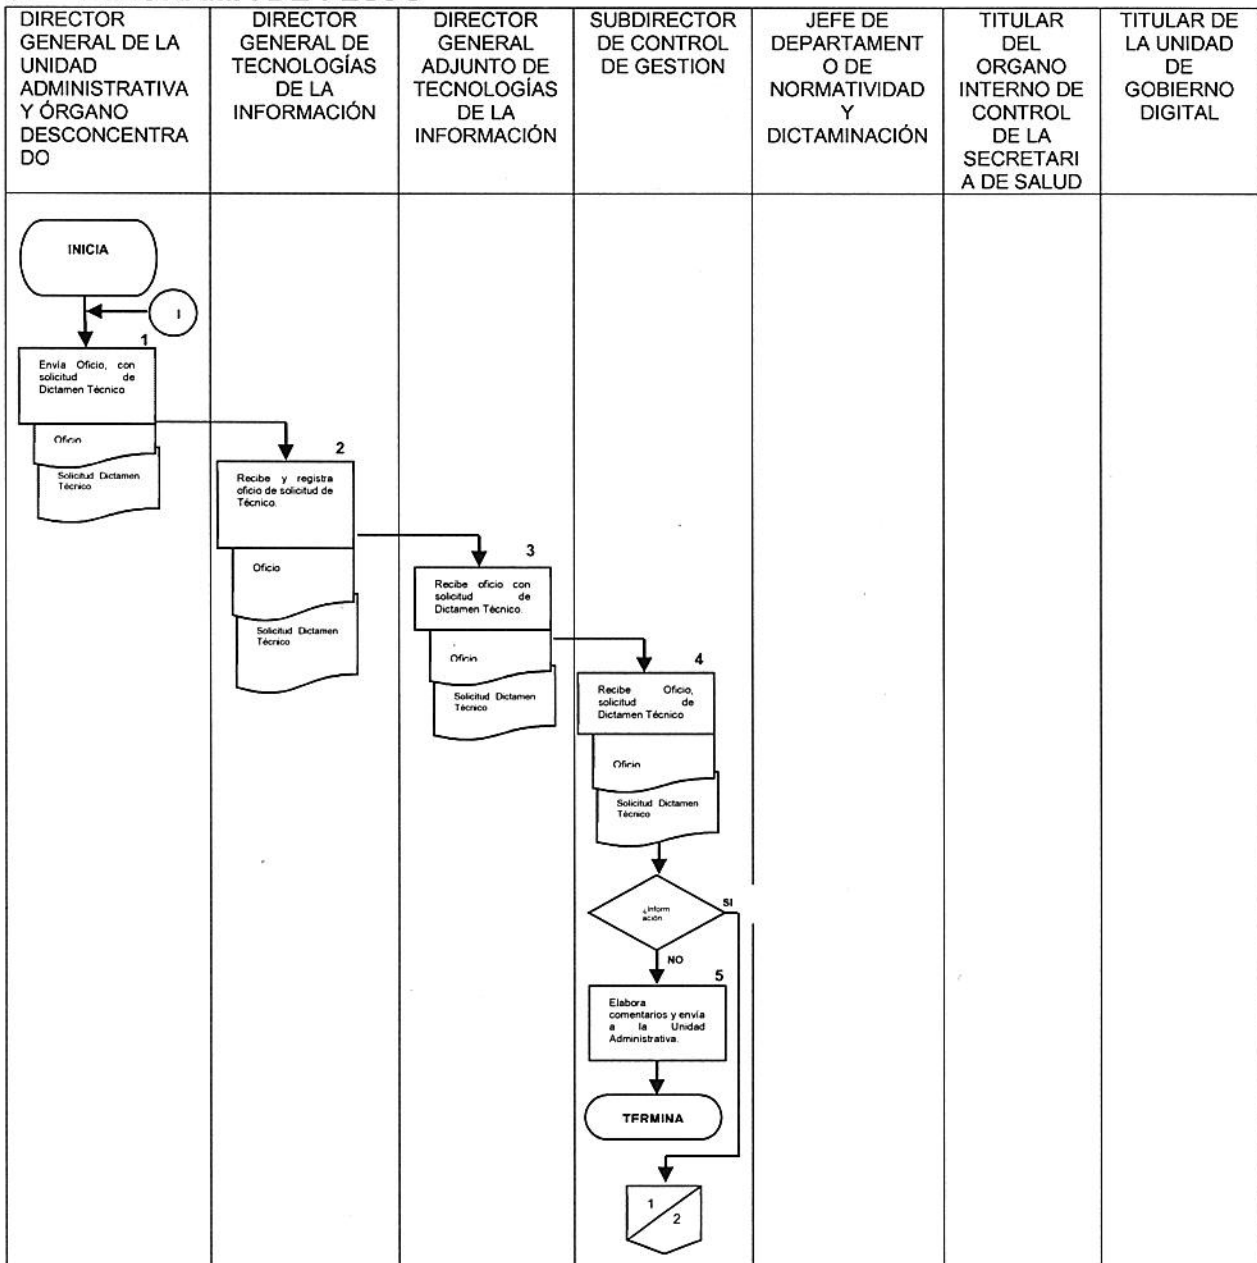 DIRECTOR
GENERAL DE LA
UNIDAD
ADMINISTRATIVA
Y ÓRGANO
DESCONCENTRA
DO
DIRECTOR
GENERAL DE
TECNOLOGÍAS
DE LA
INFORMACIÓN
DIRECTOR
GENERAL
ADJUNTO DE
TECNOLOGÍAS
DE LA
INFORMACIÓN
SUBDIRECTOR
DE CONTROL
DE GESTION
JEFE DE
DEPARTAMENT
O DE
NORMATIVIDAD
Y
DICTAMINACIÓN
TITULAR
DEL
ORGANO
INTERNO DE
CONTROL
DE LA
SECRETARI
A DE SALUD
TITULAR DE
LA UNIDAD
DE
GOBIERNO
DIGITAL
INICIA
I
1
Envía Oficio, con
solicitud de
Dictamen Técnico
Oficio
Solicitud Dictamen
Técnico
2
Recibe y registra
oficio de solicitud de
Técnico.
Oficio
Solicitud Dictamen
Técnico
3
Recibe oficio con
solicitud de
Dictamen Técnico.
Oficio
Solicitud Dictamen
Técnico
4
Recibe Oficio,
solicitud de
Dictamen Técnico
Oficio
Solicitud Dictamen
Técnico
¿Inform
ación
SI
NO
5
Elabora
comentarios y envía
a la Unidad
Administrativa.
TERMINA
1
2